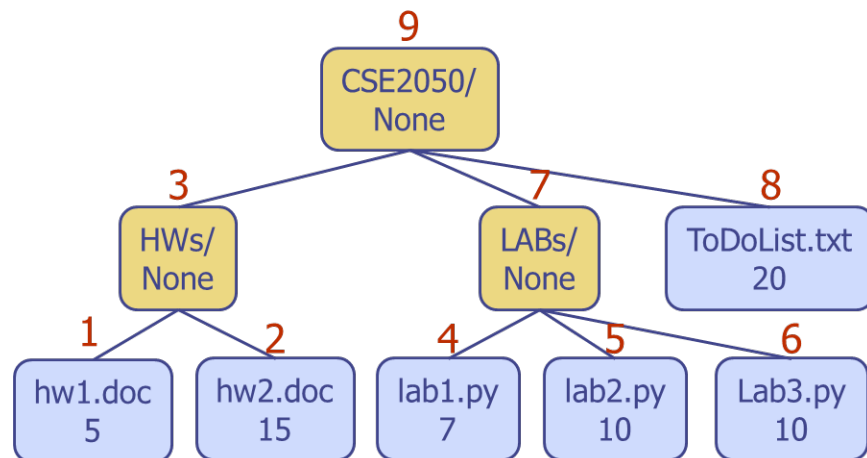 9
CSE2050/
None
3
7
8
HWs/
None
LABs/
None
ToDoList.txt
20
1
2
4
5
6
hw1.doc
5
hw2.doc
15
lab1.py
7
lab2.py
10
Lab3.py
10